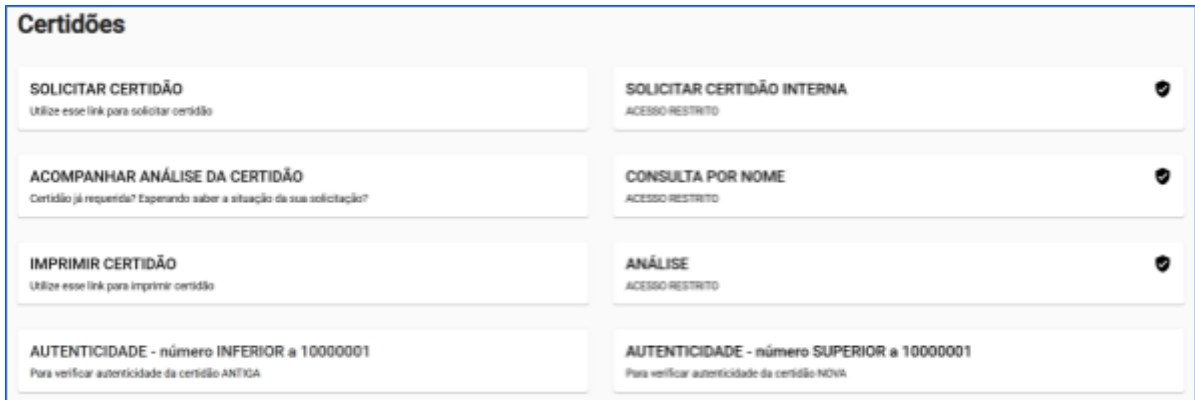 Certidões
SOLICITAR CERTIDÃO
Utilize esse link para solicitar certidão
SOLICITAR CERTIDÃO INTERNA
ACESSO RESTRITO
ACOMPANHAR ANÁLISE DA CERTIDÃO
Certidão já requerida? Esperando saber a situação da sua solicitação?
CONSULTA POR NOME
ACESSO RESTRITO
IMPRIMIR CERTIDÃO
Utilize esse link para imprimir certidão
ANÁLISE
ACESSO RESTRITO
AUTENTICIDADE - número INFERIOR a 10000001
Para verificar autenticidade da certidão ANTIGA
AUTENTICIDADE - número SUPERIOR a 10000001
Para verificar autenticidade da certidão NOVA